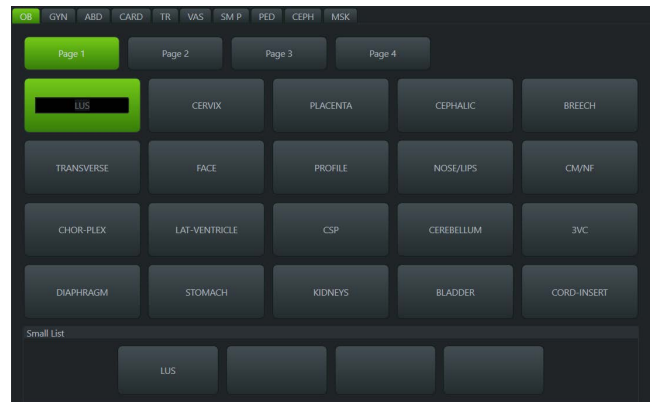 OB GYN ABD CARD TR VAS SM P PED CEPH MSK
Page 1 Page 2 Page 3 Page 4
LUS CERVIX PLACENTA CEPHALIC BREECH
TRANSVERSE FACE PROFILE NOSE/LIPS CM/NF
CHOR-PLEX LAT-VENTRICLE CSP CEREBELLUM 3VC
DIAPHRAGM STOMACH KIDNEYS BLADDER CORD-INSERT
Small List
LUS